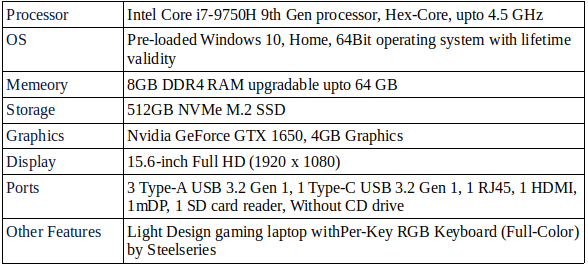 Processor Intel Core i7-9750H 9th Gen processor, Hex-Core, upto 4.5 GHz
OS Pre-loaded Windows 10, Home, 64Bit operating system with lifetime
validity
Memeory 8GB DDR4 RAM upgradable upto 64 GB
Storage 512GB NVMe M.2 SSD
Graphics Nvidia GeForce GTX 1650, 4GB Graphics
Display 15.6-inch Full HD (1920 x 1080)
Ports 3 Type-A USB 3.2 Gen 1, 1 Type-C USB 3.2 Gen 1, 1 RJ45, 1 HDMI,
1mDP, 1 SD card reader, Without CD drive
Other Features Light Design gaming laptop withPer-Key RGB Keyboard (Full-Color)
by Steelseries